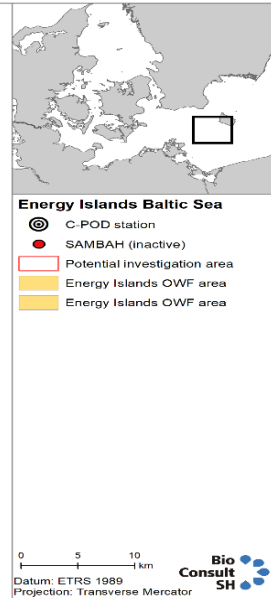 Energy Islands Baltic Sea
C-POD station
SAMBAH (inactive)
Potential investigation area
Energy Islands OWF area
Energy Islands OWF area
0 5 10
km
Datum: ETRS 1989
Projection: Transverse Mercator
Bio
Consult
SH